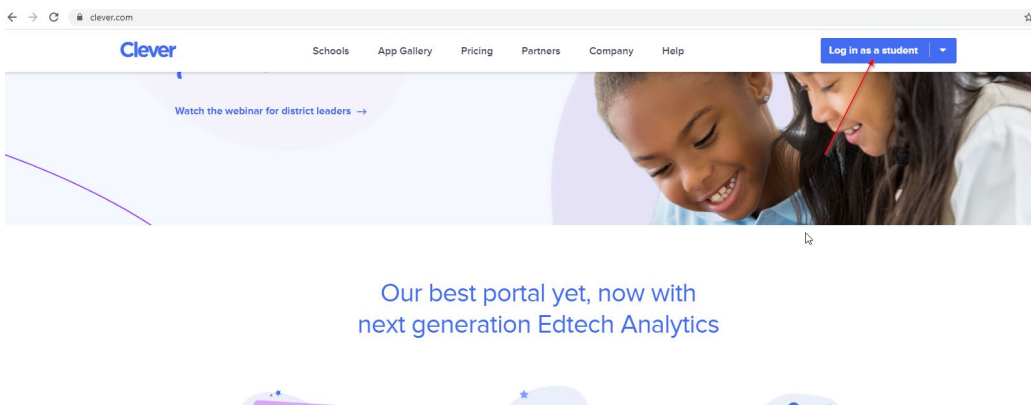 clever.com
Clever
Schools App Gallery Pricing Partners Company Help
Log in as a student
Watch the webinar for district leaders →
Our best portal yet, now with
next generation Edtech Analytics